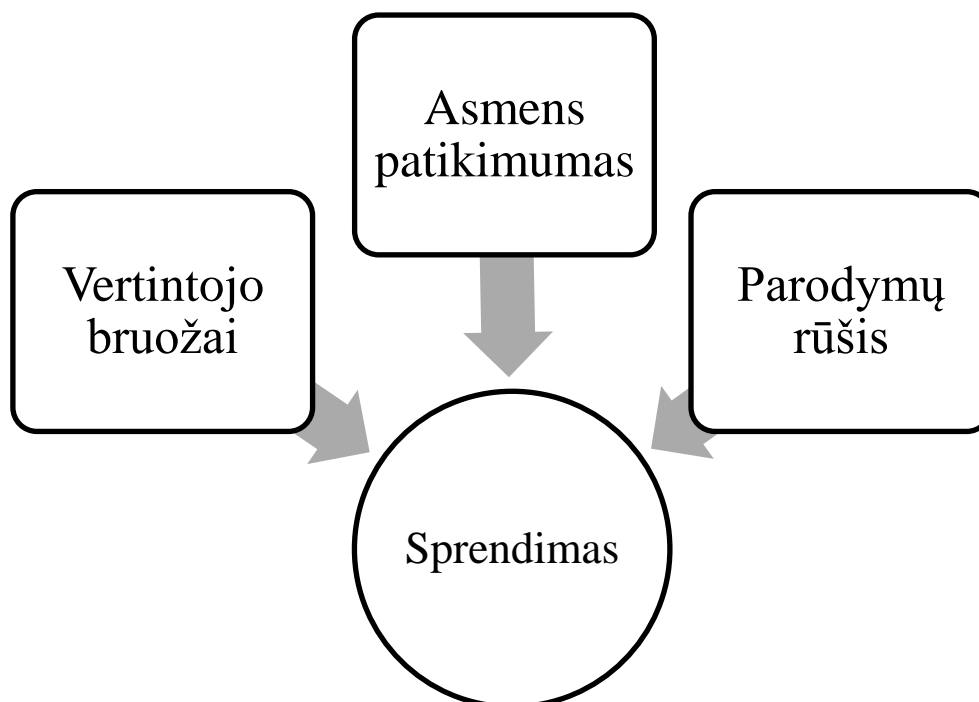 Asmens
patikimumas
Vertintojo
bruožai
Parodymų
rūšis
Sprendimas